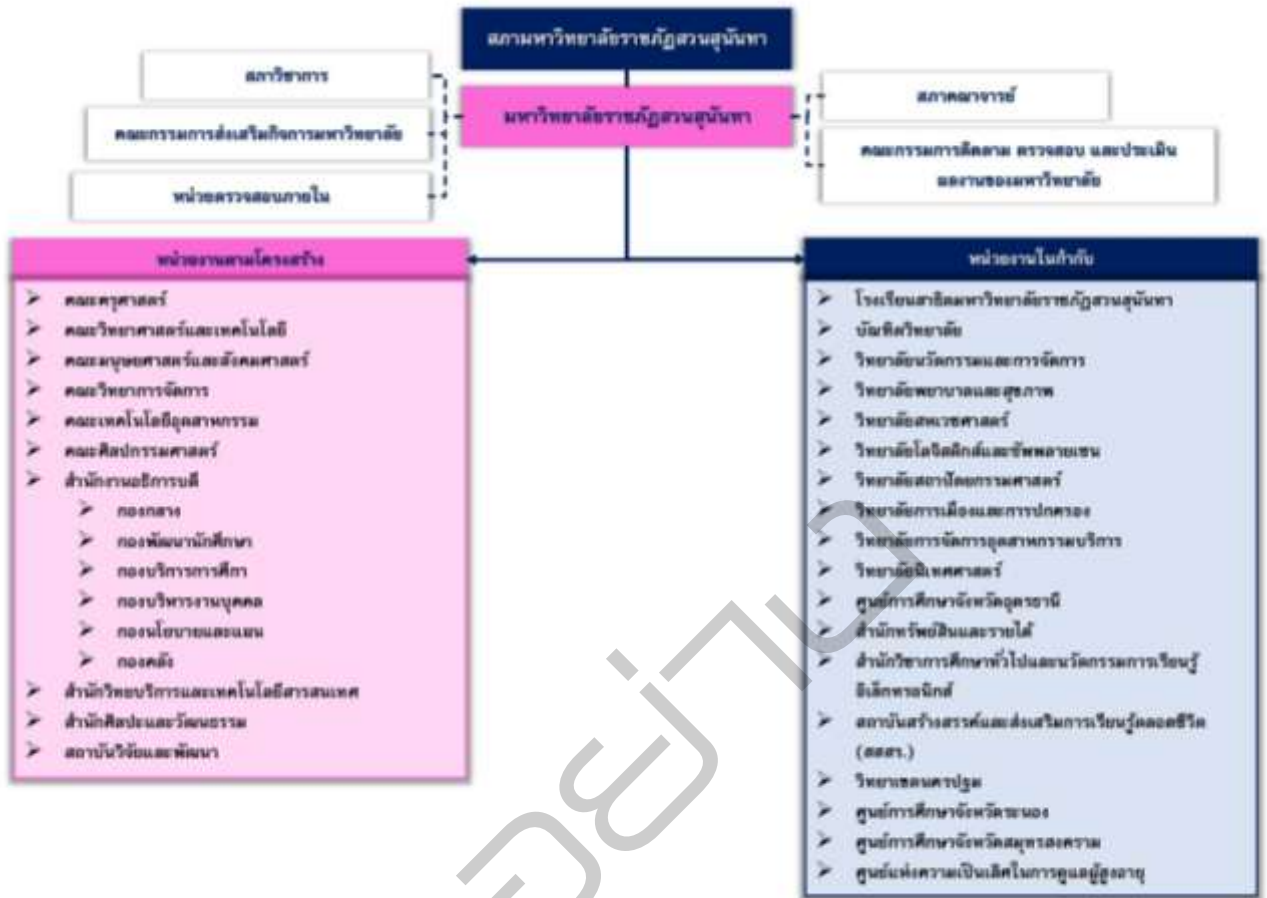 สภามหาวิทยาลัยราชภัฏสวนสุนันทา
สภาวิชาการ
มหาวิทยาลัยราชภัฏสวนสุนันทา
สภาคณาจารย์
คณะกรรมการส่งเสริมกิจการมหาวิทยาลัย
คณะกรรมการติดตาม ตรวจสอบ และประเมิน
ผลงานของมหาวิทยาลัย
หน่วยตรวจสอบภายใน
หน่วยงานตามโครงสร้าง
คณะครุศาสตร์
คณะวิทยาศาสตร์และเทคโนโลยี
คณะมนุษยศาสตร์และสังคมศาสตร์
คณะวิทยาการจัดการ
คณะเทคโนโลยีอุตสาหกรรม
คณะศิลปกรรมศาสตร์
สำนักงานอธิการบดี
กองกลาง
กองพัฒนานักศึกษา
กองบริการการศึกา
กองบริหารงานบุคคล
กองนโยบายและแผน
กองคลัง
สำนักวิทยบริการและเทคโนโลยีสารสนเทศ
สำนักศิลปะและวัฒนธรรม
สถาบันวิจัยและพัฒนา
หน่วยงานในกำกับ
โรงเรียนสาธิตมหาวิทยาลัยราชภัฏสวนสุนันทา
บัณฑิตวิทยาลัย
วิทยาลัยนวัตกรรมและการจัดการ
วิทยาลัยพยาบาลและสุขภาพ
วิทยาลัยสหเวชศาสตร์
วิทยาลัยโลจิสติกส์และซัพพลายเชน
วิทยาลัยสถาปัตยกรรมศาสตร์
วิทยาลัยการเมืองและการปกครอง
วิทยาลัยการจัดการอุตสาหกรรมบริการ
วิทยาลัยนิเทศศาสตร์
ศูนย์การศึกษาจังหวัดอุดรธานี
สำนักทรัพย์สินและรายได้
สำนักวิชาการศึกษาทั่วไปและนวัตกรรมการเรียนรู้
อิเล็กทรอนิกส์
สถาบันสร้างสรรค์และส่งเสริมการเรียนรู้ตลอดชีวิต
(สสสร.)
วิทยาเขตนครปฐม
ศูนย์การศึกษาจังหวัดระนอง
ศูนย์การศึกษาจังหวัดสมุทรสงคราม
ศูนย์แห่งความเป็นเลิศในการดูแลผู้สูงอายุ